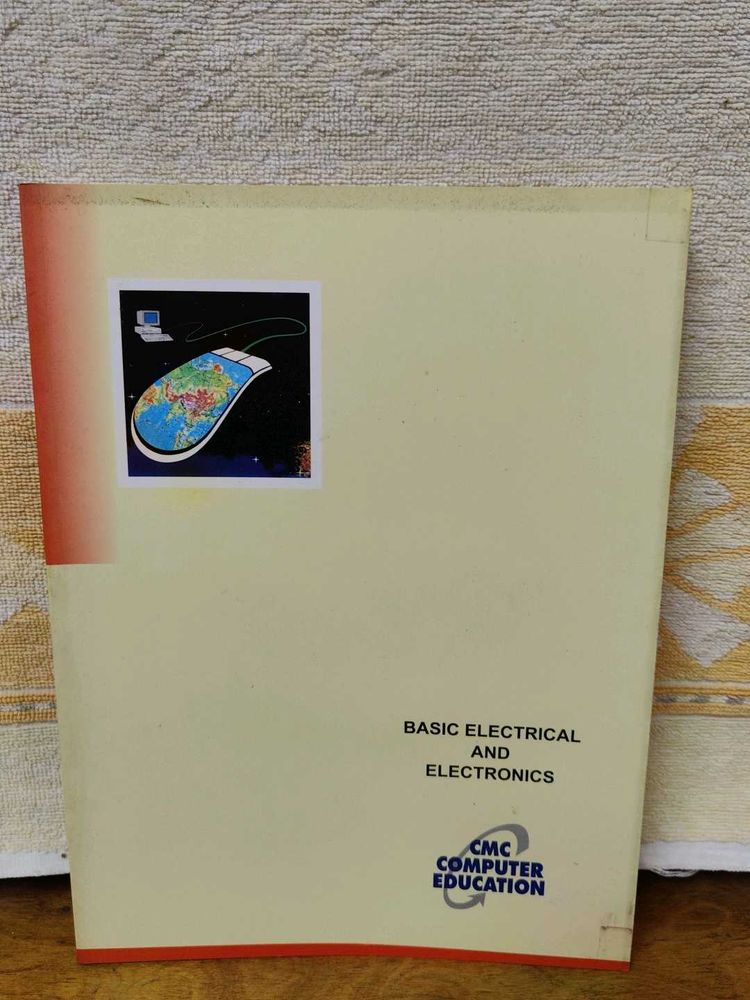 BASIC ELECTRICAL
AND
ELECTRONICS
CMC
COMPUTER
EDUCATION